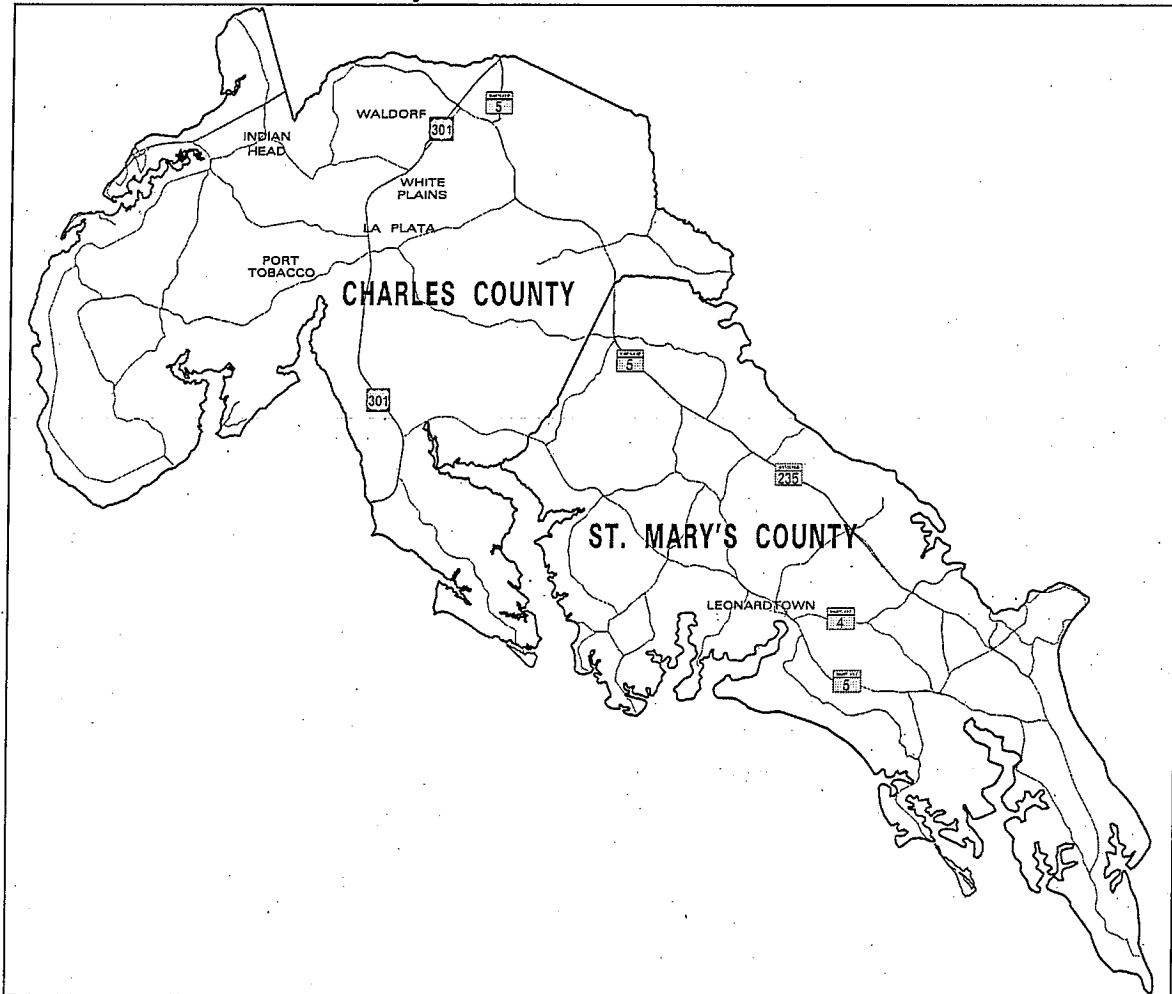 WALDORF
5
301
INDIAN
HEAD
WHITE
PLAINS
LA PLATA
PORT
TOBACCO
CHARLES COUNTY
5
301
235
ST. MARY'S COUNTY
LEONARDTOWN
4
5